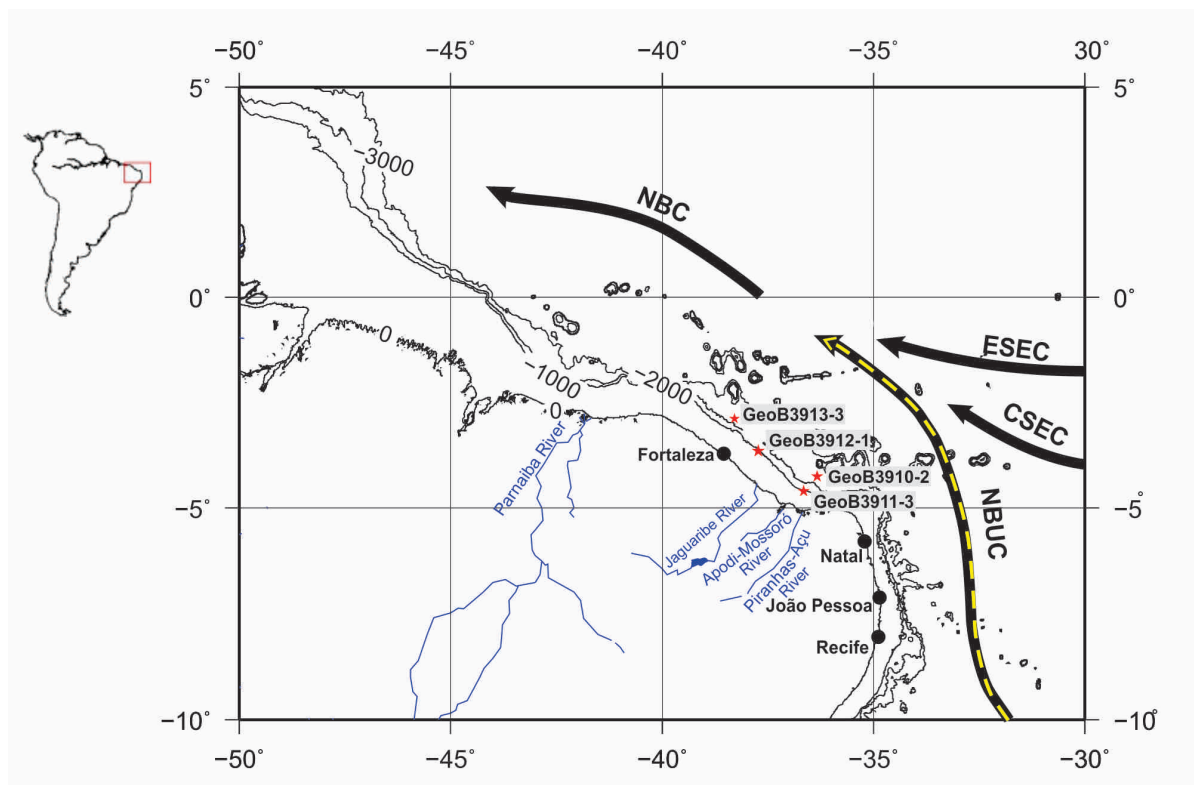 −50° −45° −40° −35° 30°
5° 5°
−3000
NBC
0° 0°
0
ESEC
−1000
−2000
CSEC
0
GeoB3913-3
GeoB3912-1
Fortaleza
Parnaiba River
GeoB3910-2
GeoB3911-3
NBUC
−5° −5°
Jaguaribe River
Apodi-Mossoró
River
Piranhas-Açu
River
Natal
João Pessoa
Recife
−10° −10°
−50° −45° −40° −35° −30°